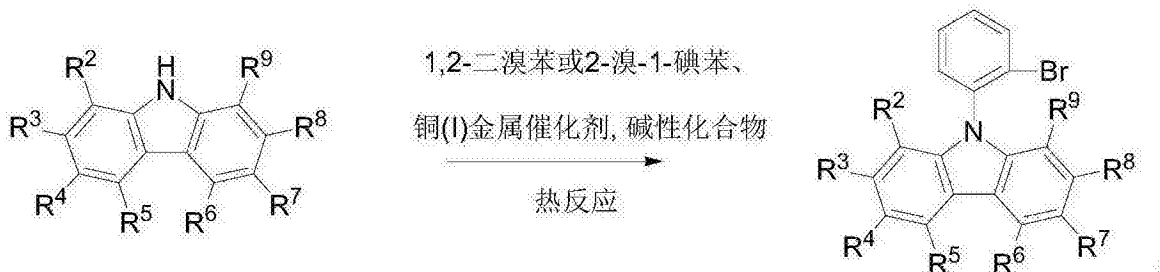 H
N
R2
R9
R3
R8
R4
R7
R5
R6
1,2-二溴苯或2-溴-1-碘苯、
铜(I)金属催化剂, 碱性化合物
热反应
Br
R2
R9
N
R3
R8
R4
R7
R5
R6